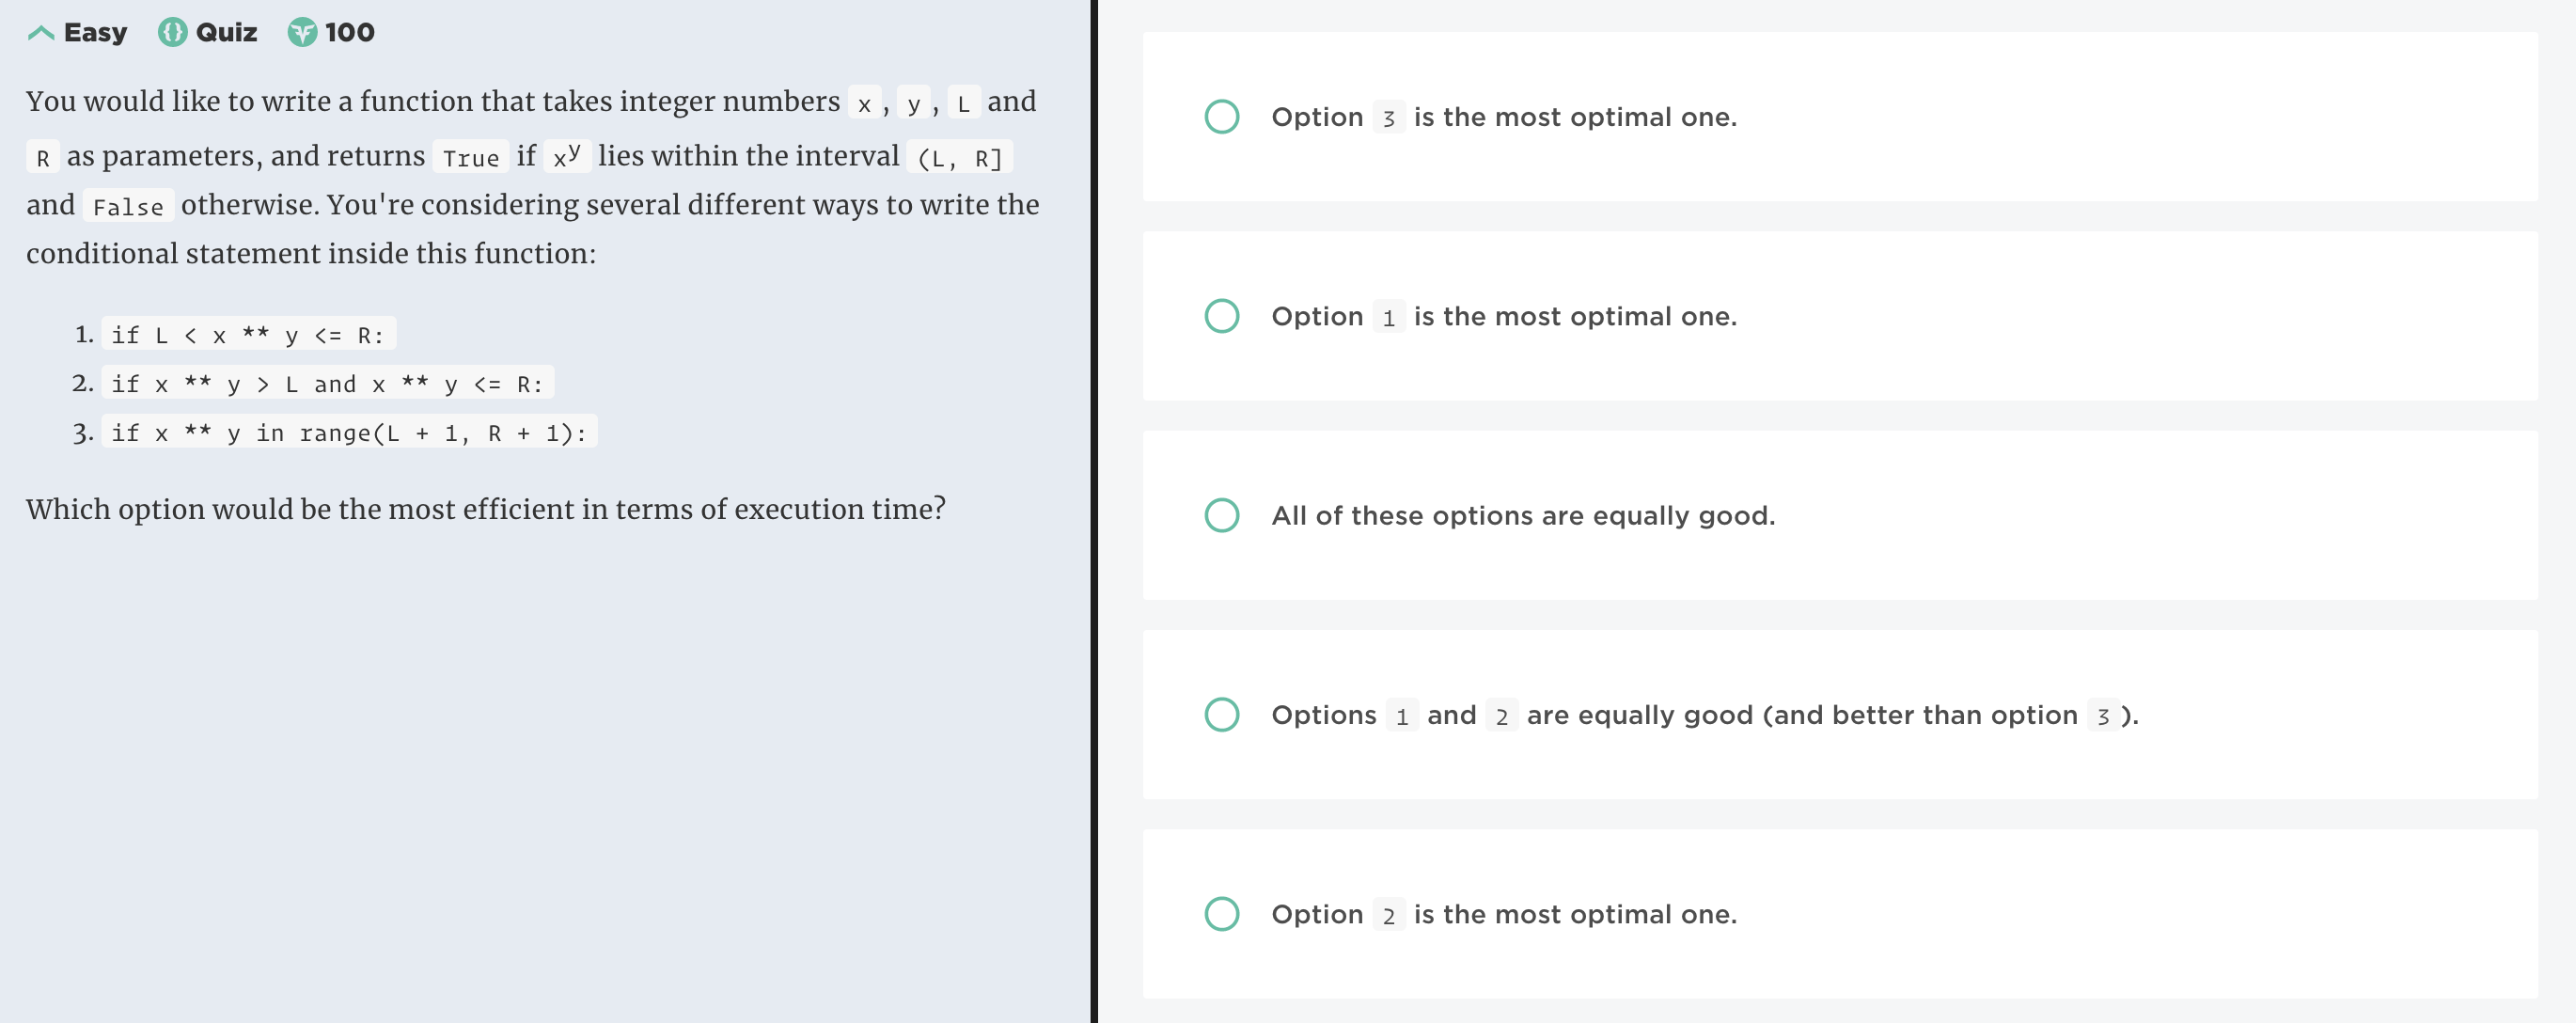 Easy Quiz 100
You would like to write a function that takes integer numbers x, y, L and
R as parameters, and returns True if xʸ lies within the interval (L, R]
and False otherwise. You're considering several different ways to write the
conditional statement inside this function:
1. if L < x ** y <= R:
2. if x ** y > L and x ** y <= R:
3. if x ** y in range(L + 1, R + 1):
Which option would be the most efficient in terms of execution time?
Option 3 is the most optimal one.
Option 1 is the most optimal one.
All of these options are equally good.
Options 1 and 2 are equally good (and better than option 3).
Option 2 is the most optimal one.